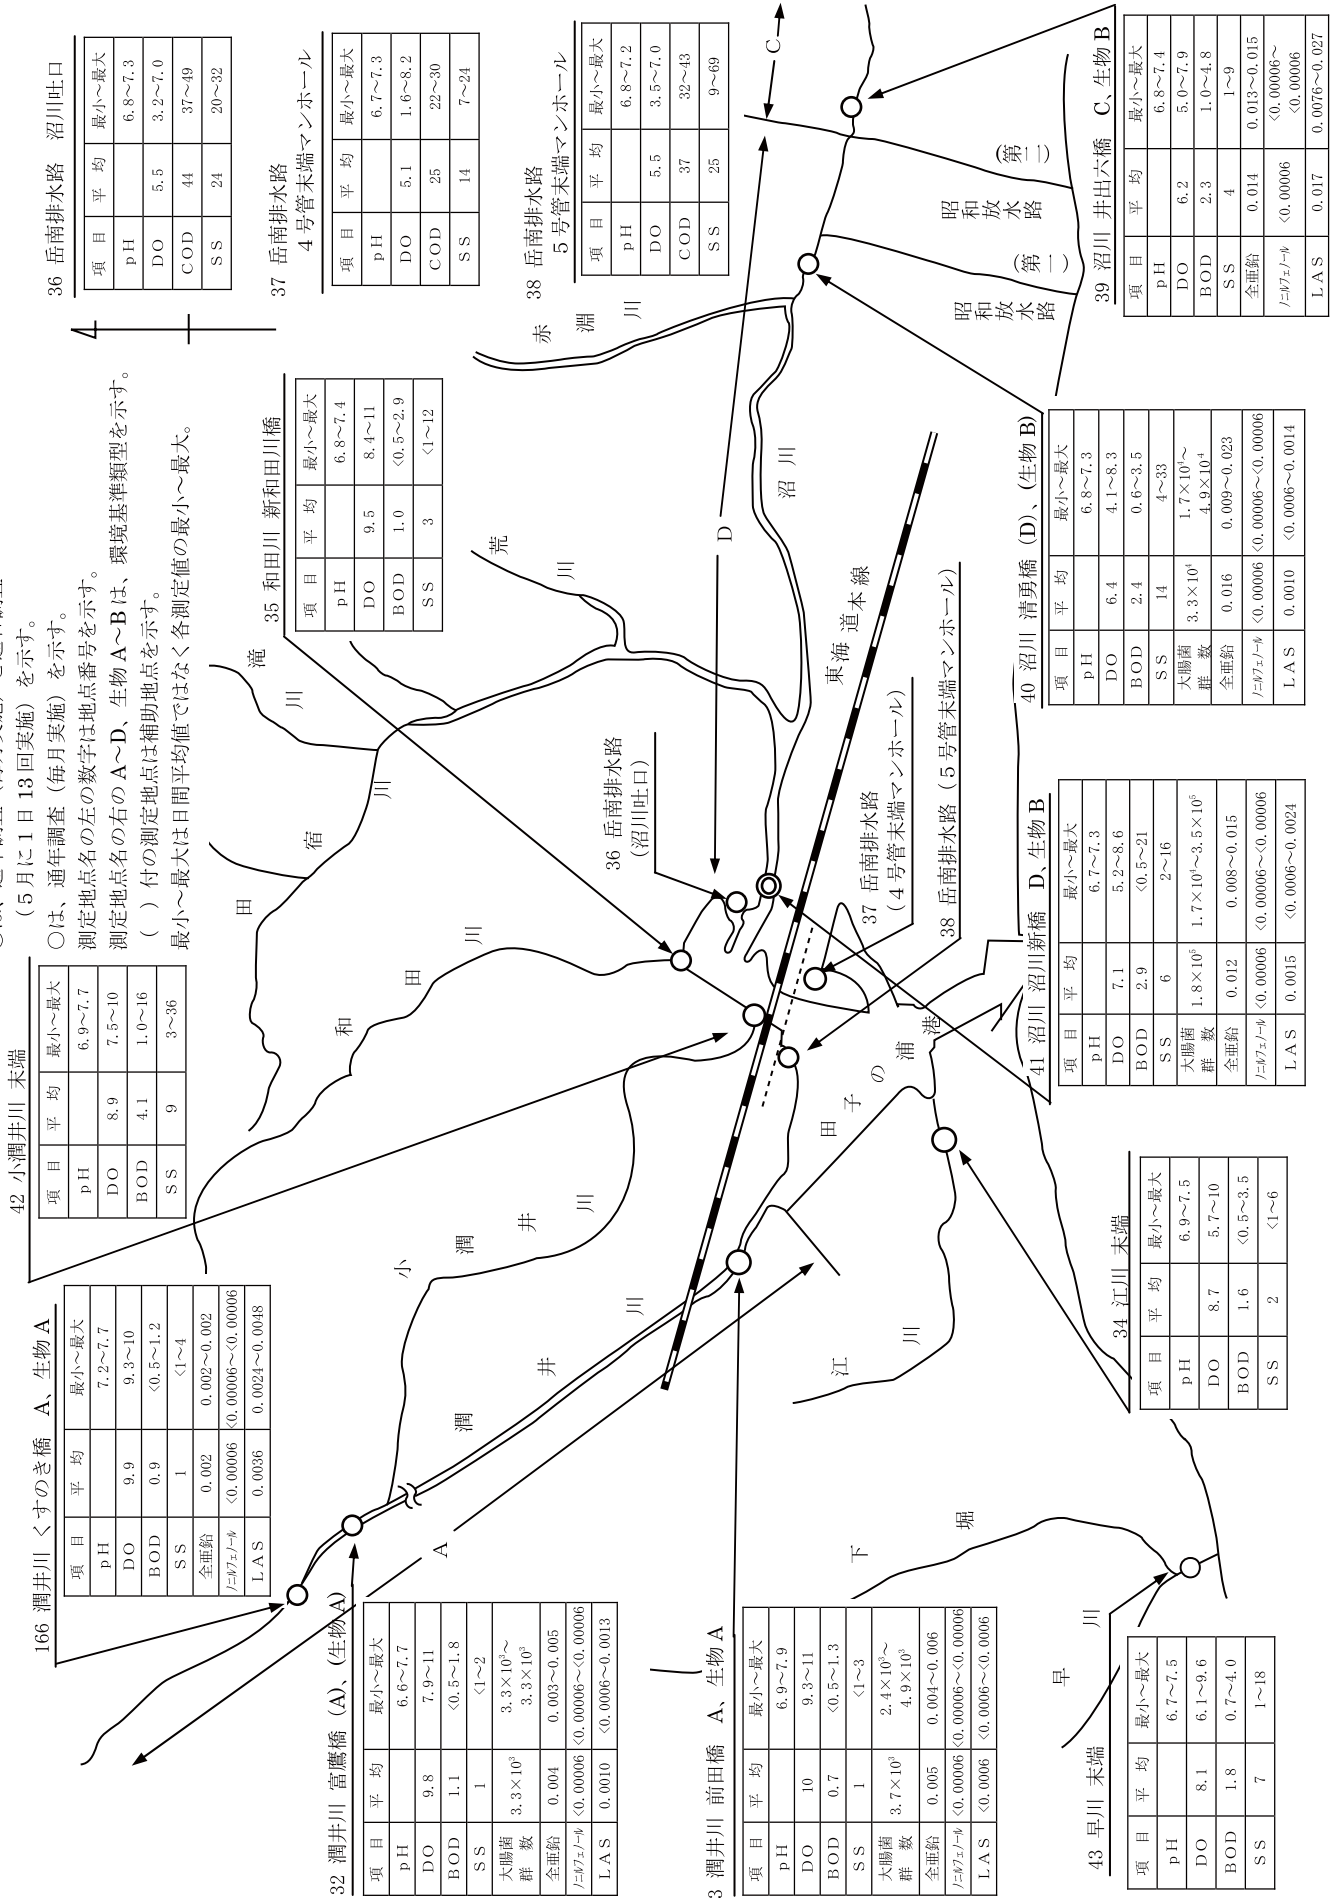 （５月に１日 13 回実施）を示す。
○は、通年調査（毎月実施）を示す。
測定地点名の左の数字は地点番号を示す。
測定地点名の右の A～D、生物 A～B は、環境基準類型を示す。
（　）付の測定地点は補助地点を示す。
最小～最大は日間平均値ではなく各測定値の最小～最大。
166 潤井川 くすのき橋　A、生物 A
項　目 平　均 最小～最大
ｐＨ 7.2～7.7
ＤＯ 9.9 9.3～10
ＢＯＤ 0.9 <0.5～1.2
ＳＳ 1 <1～4
全亜鉛 0.002 0.002～0.002
ﾉﾆﾙﾌｪﾉｰﾙ <0.00006 <0.00006～<0.00006
ＬＡＳ 0.0036 0.0024～0.0048
42 小潤井川 末端
項　目 平　均 最小～最大
ｐＨ 6.9～7.7
ＤＯ 8.9 7.5～10
ＢＯＤ 4.1 1.0～16
ＳＳ 9 3～36
35 和田川 新和田川橋
項　目 平　均 最小～最大
ｐＨ 6.8～7.4
ＤＯ 9.5 8.4～11
ＢＯＤ 1.0 <0.5～2.9
ＳＳ 3 <1～12
36 岳南排水路　沼川吐口
項　目 平　均 最小～最大
ｐＨ 6.8～7.3
ＤＯ 5.5 3.2～7.0
ＣＯＤ 44 37～49
ＳＳ 24 20～32
37 岳南排水路
４号管末端マンホール
項　目 平　均 最小～最大
ｐＨ 6.7～7.3
ＤＯ 5.1 1.6～8.2
ＣＯＤ 25 22～30
ＳＳ 14 7～24
38 岳南排水路
５号管末端マンホール
項　目 平　均 最小～最大
ｐＨ 6.8～7.2
ＤＯ 5.5 3.5～7.0
ＣＯＤ 37 32～43
ＳＳ 25 9～69
滝川
田宿川
和田川
荒川
赤淵川
沼川
小潤井川
潤井川
江川
田子の浦港
東海道本線
下堀
早川
昭和放水路（第一）
昭和放水路（第二）
A
D
C
36 岳南排水路
（沼川吐口）
37 岳南排水路
（４号管末端マンホール）
38 岳南排水路（５号管末端マンホール）
32 潤井川 富鷹橋（A）、（生物 A）
項　目 平　均 最小～最大
ｐＨ 6.6～7.7
ＤＯ 9.8 7.9～11
ＢＯＤ 1.1 <0.5～1.8
ＳＳ 1 <1～2
大腸菌群　数 3.3×10³ 3.3×10³～3.3×10³
全亜鉛 0.004 0.003～0.005
ﾉﾆﾙﾌｪﾉｰﾙ <0.00006 <0.00006～<0.00006
ＬＡＳ 0.0010 <0.0006～0.0013
3 潤井川 前田橋　A、生物 A
項　目 平　均 最小～最大
ｐＨ 6.9～7.9
ＤＯ 10 9.3～11
ＢＯＤ 0.7 <0.5～1.3
ＳＳ 1 <1～3
大腸菌群　数 3.7×10³ 2.4×10³～4.9×10³
全亜鉛 0.005 0.004～0.006
ﾉﾆﾙﾌｪﾉｰﾙ <0.00006 <0.00006～<0.00006
ＬＡＳ <0.0006 <0.0006～<0.0006
43 早川 末端
項　目 平　均 最小～最大
ｐＨ 6.7～7.5
ＤＯ 8.1 6.1～9.6
ＢＯＤ 1.8 0.7～4.0
ＳＳ 7 1～18
34 江川 末端
項　目 平　均 最小～最大
ｐＨ 6.9～7.5
ＤＯ 8.7 5.7～10
ＢＯＤ 1.6 <0.5～3.5
ＳＳ 2 <1～6
41 沼川 沼川新橋　D、生物 B
項　目 平　均 最小～最大
ｐＨ 6.7～7.3
ＤＯ 7.1 5.2～8.6
ＢＯＤ 2.9 <0.5～21
ＳＳ 6 2～16
大腸菌群　数 1.8×10⁵ 1.7×10⁴～3.5×10⁵
全亜鉛 0.012 0.008～0.015
ﾉﾆﾙﾌｪﾉｰﾙ <0.00006 <0.00006～<0.00006
ＬＡＳ 0.0015 <0.0006～0.0024
40 沼川 清勇橋（D）、（生物 B）
項　目 平　均 最小～最大
ｐＨ 6.8～7.3
ＤＯ 6.4 4.1～8.3
ＢＯＤ 2.4 0.6～3.5
ＳＳ 14 4～33
大腸菌群　数 3.3×10⁴ 1.7×10⁴～4.9×10⁴
全亜鉛 0.016 0.009～0.023
ﾉﾆﾙﾌｪﾉｰﾙ <0.00006 <0.00006～<0.00006
ＬＡＳ 0.0010 <0.0006～0.0014
39 沼川 井出六橋　C、生物 B
項　目 平　均 最小～最大
ｐＨ 6.8～7.4
ＤＯ 6.2 5.0～7.9
ＢＯＤ 2.3 1.0～4.8
ＳＳ 4 1～9
全亜鉛 0.014 0.013～0.015
ﾉﾆﾙﾌｪﾉｰﾙ <0.00006 <0.00006～<0.00006
ＬＡＳ 0.017 0.0076～0.027